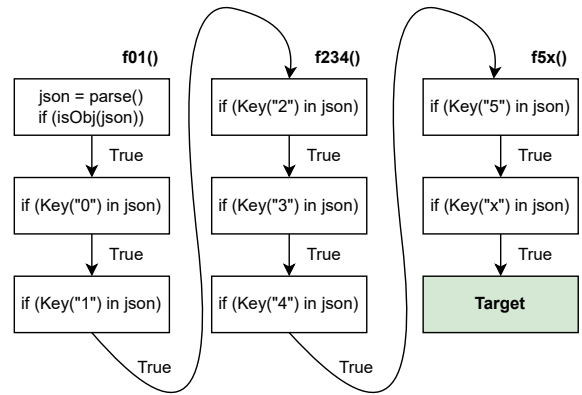 f01()
json = parse()
if (isObj(json))
True
if (Key("0") in json)
True
if (Key("1") in json)
True
f234()
if (Key("2") in json)
True
if (Key("3") in json)
True
if (Key("4") in json)
True
f5x()
if (Key("5") in json)
True
if (Key("x") in json)
True
Target